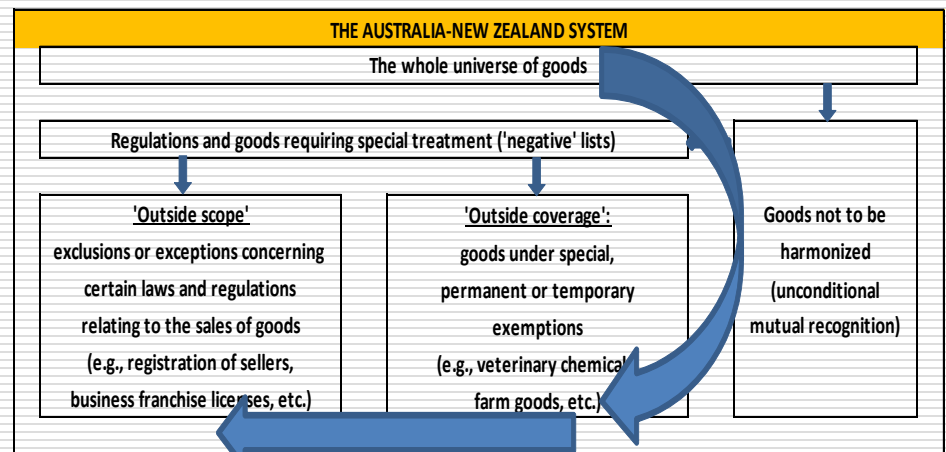 THE AUSTRALIA-NEW ZEALAND SYSTEM
The whole universe of goods
Regulations and goods requiring special treatment ('negative' lists)
'Outside scope'
exclusions or exceptions concerning
certain laws and regulations
relating to the sales of goods
(e.g., registration of sellers,
business franchise licenses, etc.)
'Outside coverage':
goods under special,
permanent or temporary
exemptions
(e.g., veterinary chemical
farm goods, etc.)
Goods not to be
harmonized
(unconditional
mutual recognition)